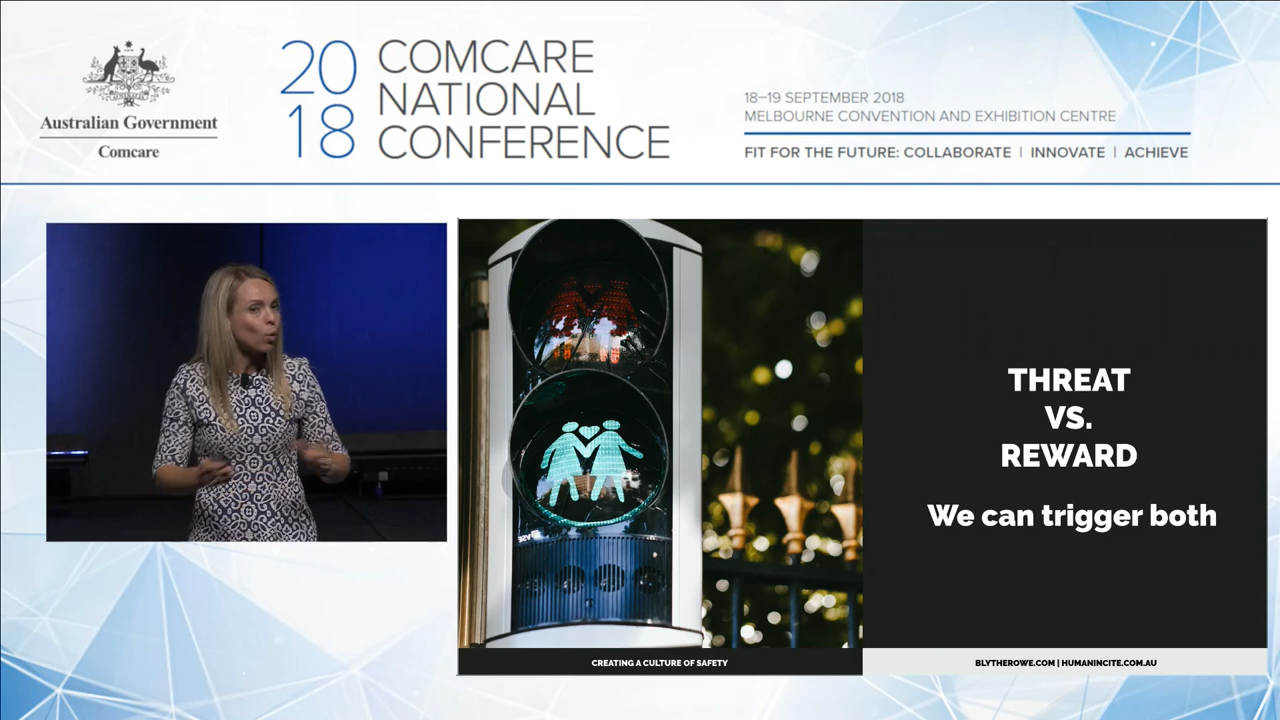 Australian Government
Comcare
20
18
COMCARE
NATIONAL
CONFERENCE
18–19 SEPTEMBER 2018
MELBOURNE CONVENTION AND EXHIBITION CENTRE
FIT FOR THE FUTURE: COLLABORATE | INNOVATE | ACHIEVE
THREAT
VS.
REWARD
We can trigger both
CREATING A CULTURE OF SAFETY
BLYTHEROWE.COM | HUMANINCITE.COM.AU